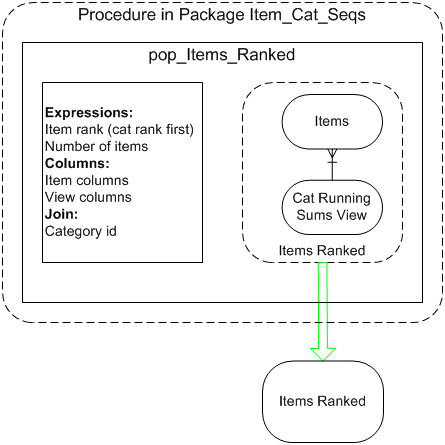 Procedure in Package Item_Cat_Seqs
pop_Items_Ranked
Expressions:
Item rank (cat rank first)
Number of items
Columns:
Item columns
View columns
Join:
Category id
Items
Cat Running
Sums View
Items Ranked
Items Ranked